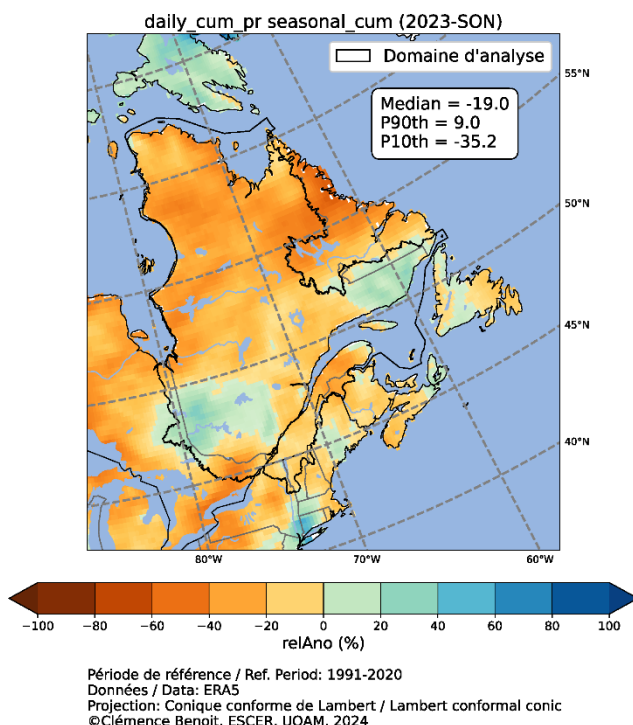 daily_cum_pr seasonal_cum (2023-SON)
Domaine d'analyse
Median = -19.0
P90th = 9.0
P10th = -35.2
55°N
50°N
45°N
40°N
80°W 70°W 60°W
−100 −80 −60 −40 −20 0 20 40 60 80 100
relAno (%)
Période de référence / Ref. Period: 1991-2020
Données / Data: ERA5
Projection: Conique conforme de Lambert / Lambert conformal conic
©Clémence Benoit, ESCER, UQAM, 2024